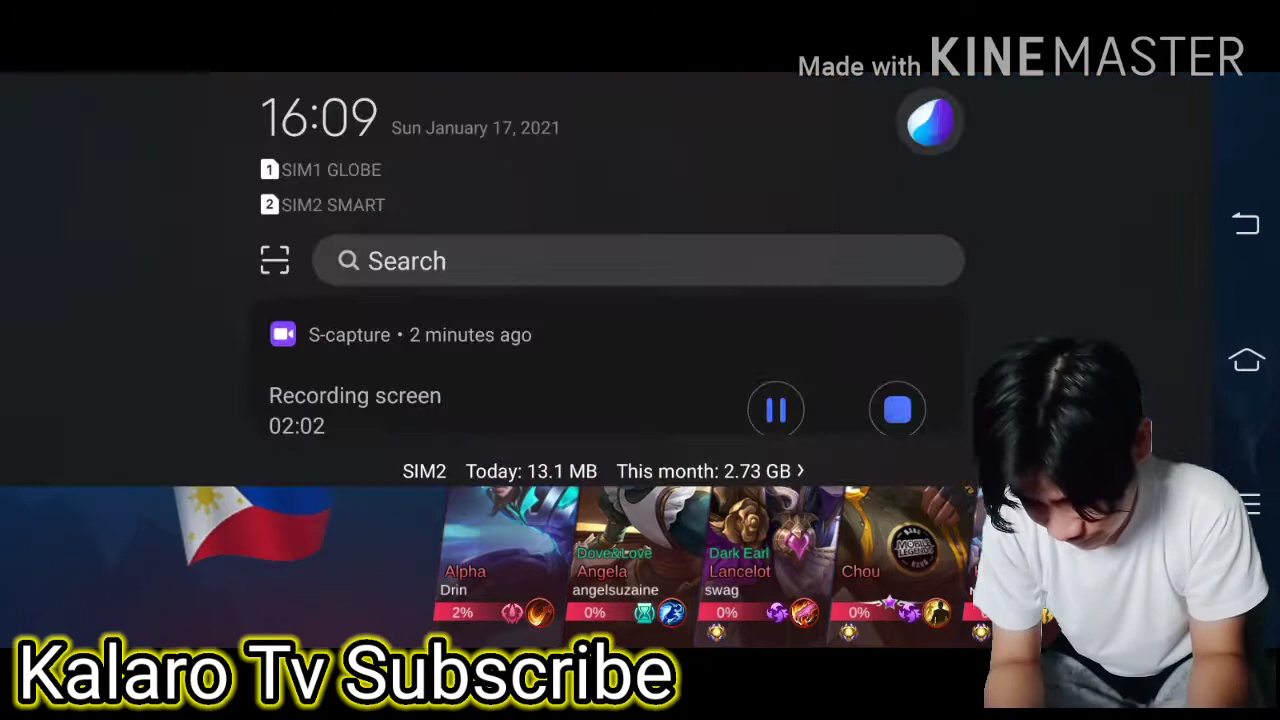 Made with KINEMASTER
16:09 Sun January 17, 2021
1 SIM1 GLOBE
2 SIM2 SMART
Search
S-capture • 2 minutes ago
Recording screen
02:02
SIM2 Today: 13.1 MB This month: 2.73 GB >
MOBILE LEGENDS
Dove&Love Dark Earl
Alpha Angela Lancelot Chou
Drin angelsuzaine swag
2% 0% 0% 0%
Kalaro Tv Subscribe